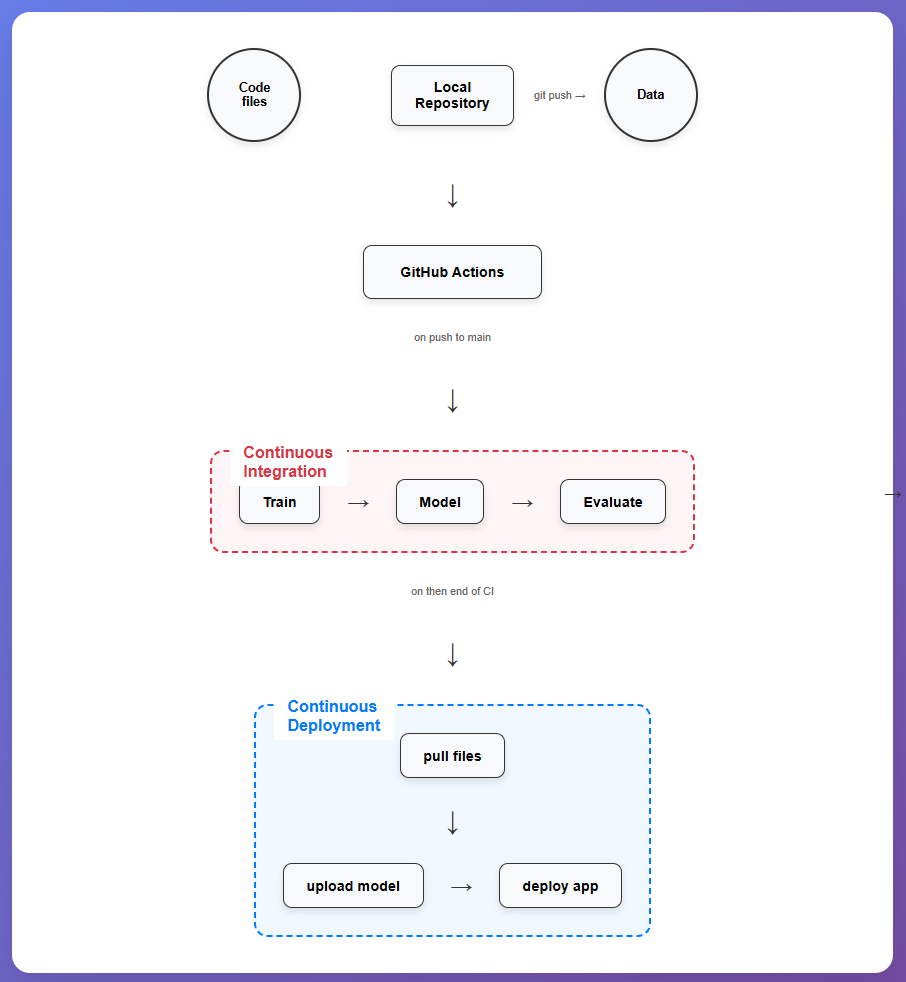 Code
files
Local
Repository
git push →
Data
↓
GitHub Actions
on push to main
↓
Continuous
Integration
Train
→
Model
→
Evaluate
→
on then end of CI
↓
Continuous
Deployment
pull files
↓
upload model
→
deploy app